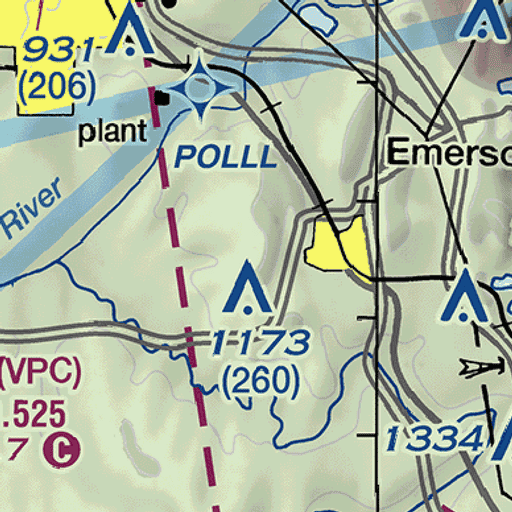 931
(206)
plant
POLLL
Emerso
River
1173
(260)
(VPC)
.525
7 C
1334